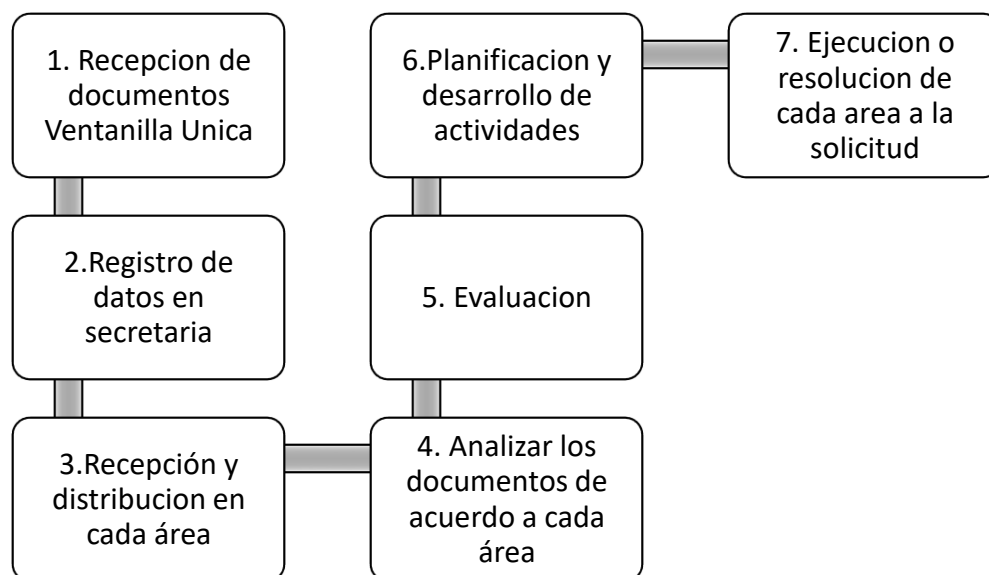 1. Recepcion de
documentos
Ventanilla Unica
2.Registro de
datos en
secretaria
3.Recepción y
distribucion en
cada área
4. Analizar los
documentos de
acuerdo a cada
área
5. Evaluacion
6.Planificacion y
desarrollo de
actividades
7. Ejecucion o
resolucion de
cada area a la
solicitud